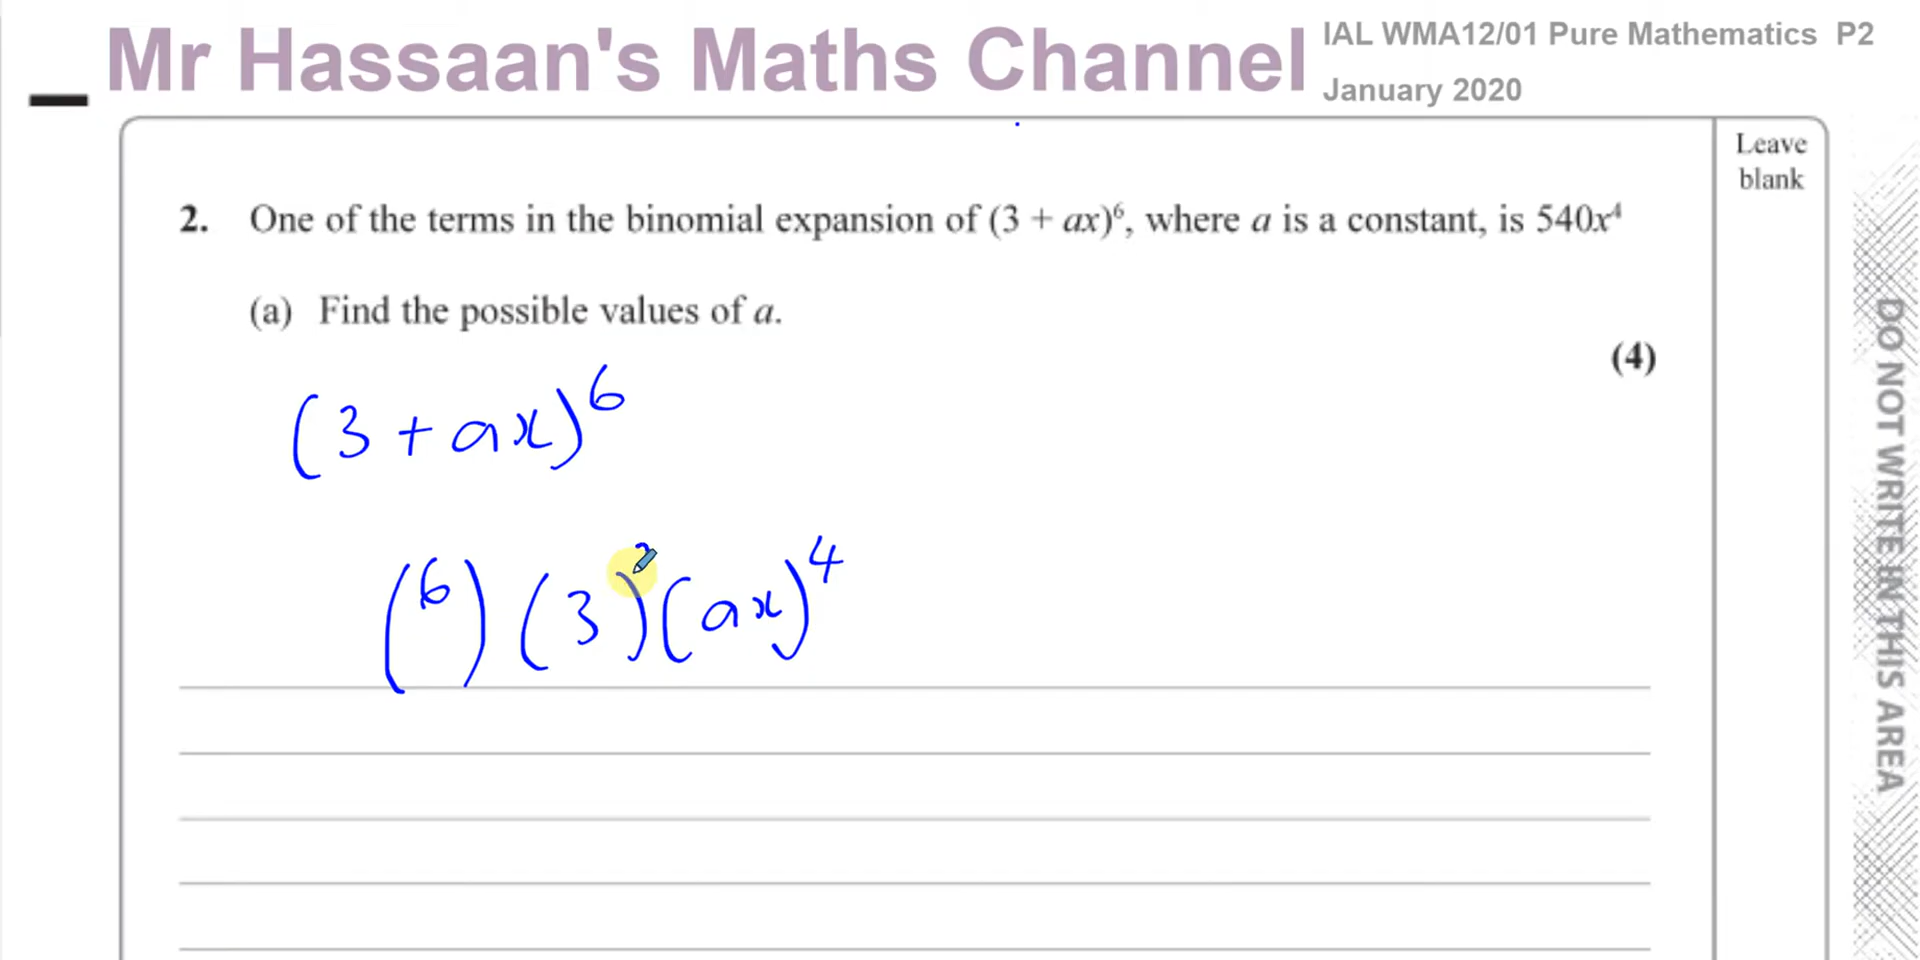 Mr Hassaan's Maths Channel
IAL WMA12/01 Pure Mathematics P2
January 2020
Leave
blank
2. One of the terms in the binomial expansion of (3 + ax)⁶, where a is a constant, is 540x⁴
(a) Find the possible values of a.
(4)
(3 + ax)⁶
(6)(3)²(ax)⁴
DO NOT WRITE IN THIS AREA